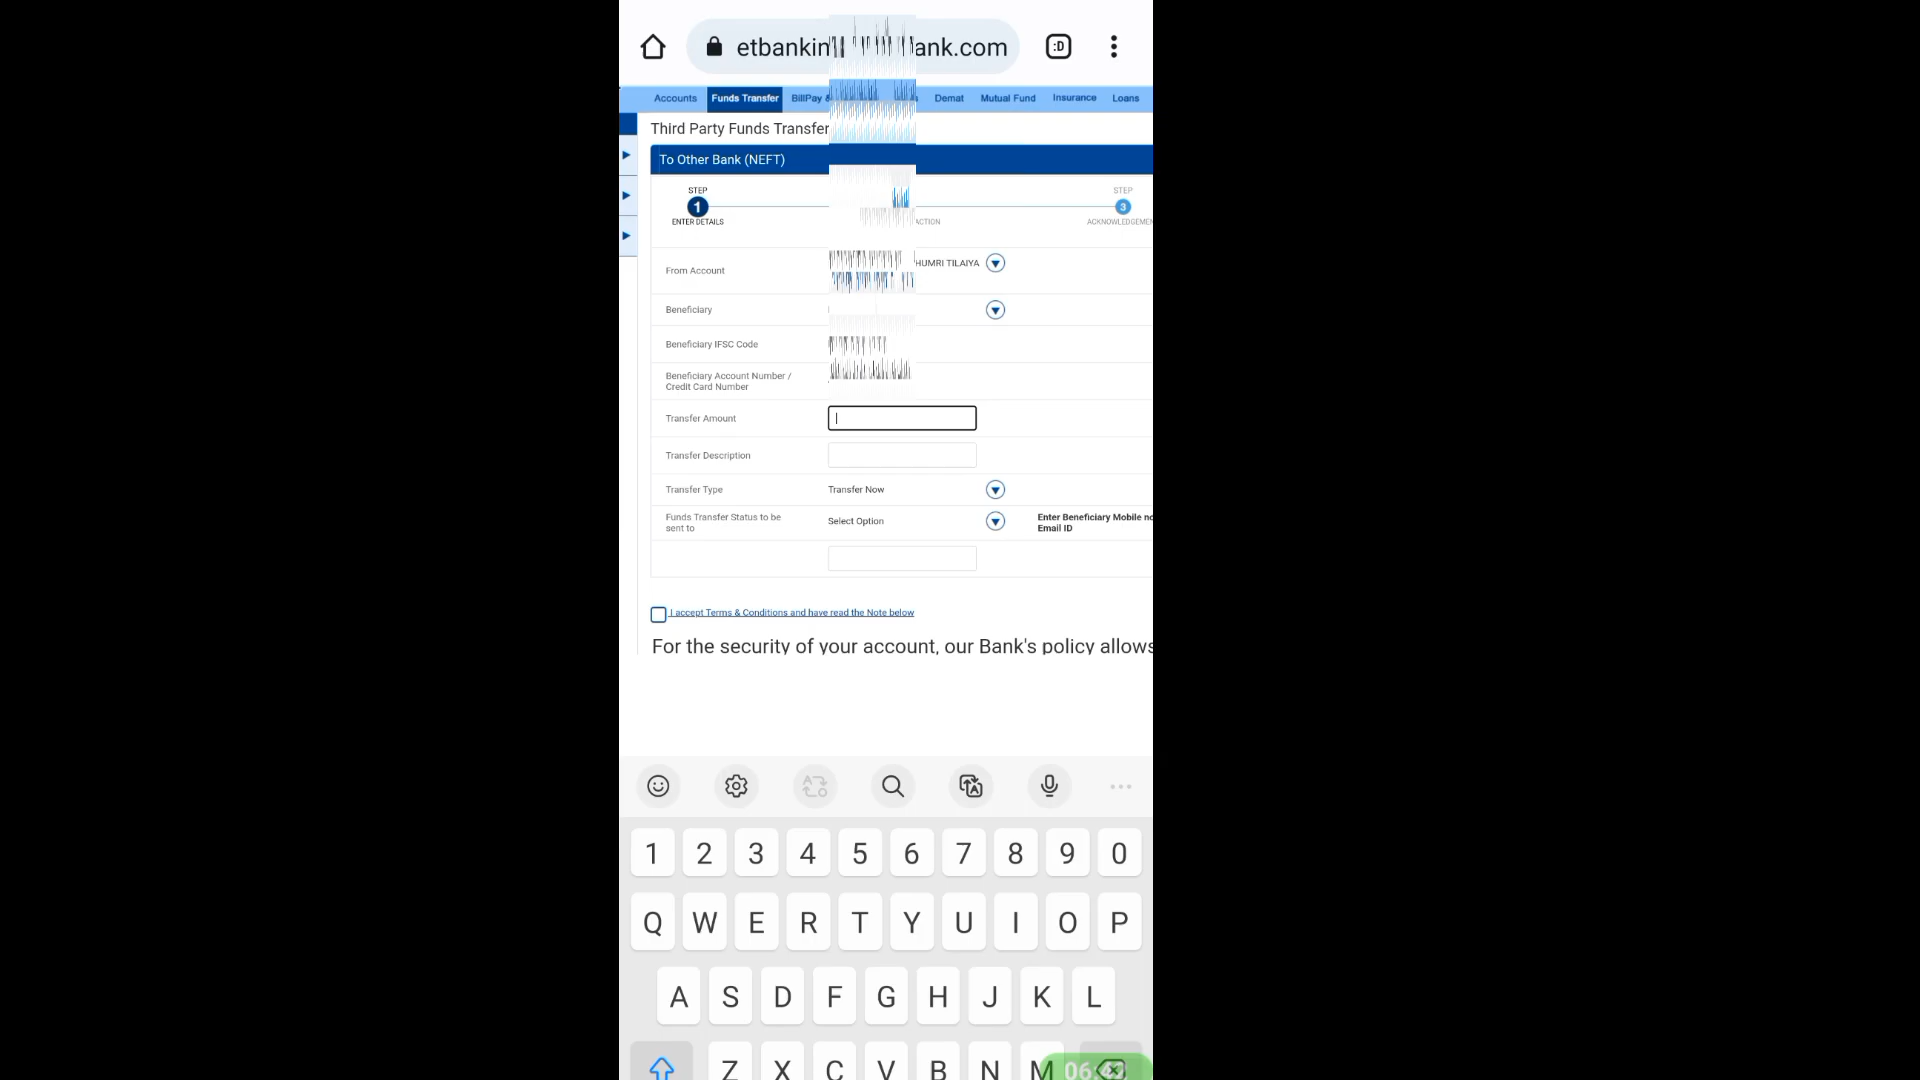 etbankin ank.com :D
Accounts Funds Transfer BillPay & Demat Mutual Fund Insurance Loans
Third Party Funds Transfer
To Other Bank (NEFT)
STEP STEP
1 3
ENTER DETAILS ACTION ACKNOWLEDGEMEN
From Account HUMRI TILAIYA
Beneficiary
Beneficiary IFSC Code
Beneficiary Account Number /
Credit Card Number
Transfer Amount
Transfer Description
Transfer Type Transfer Now
Funds Transfer Status to be
sent to
Select Option
Enter Beneficiary Mobile no
Email ID
I accept Terms & Conditions and have read the Note below
For the security of your account, our Bank's policy allows
1 2 3 4 5 6 7 8 9 0
Q W E R T Y U I O P
A S D F G H J K L
Z X C V B N M